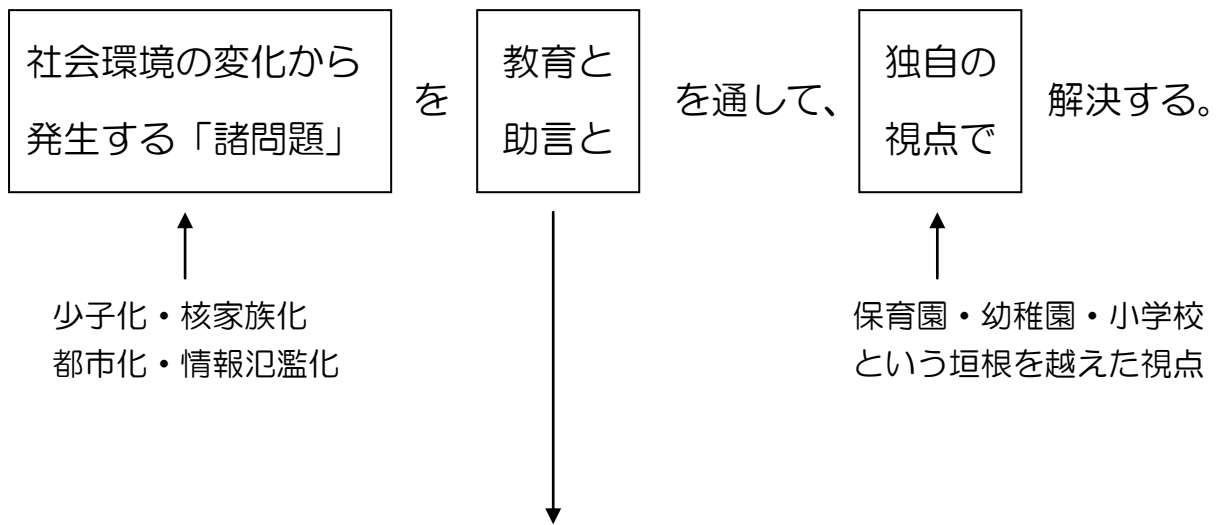 社会環境の変化から
発生する「諸問題」
を
教育と
助言と
を通して、
独自の
視点で
解決する。
少子化・核家族化
都市化・情報氾濫化
保育園・幼稚園・小学校
という垣根を越えた視点